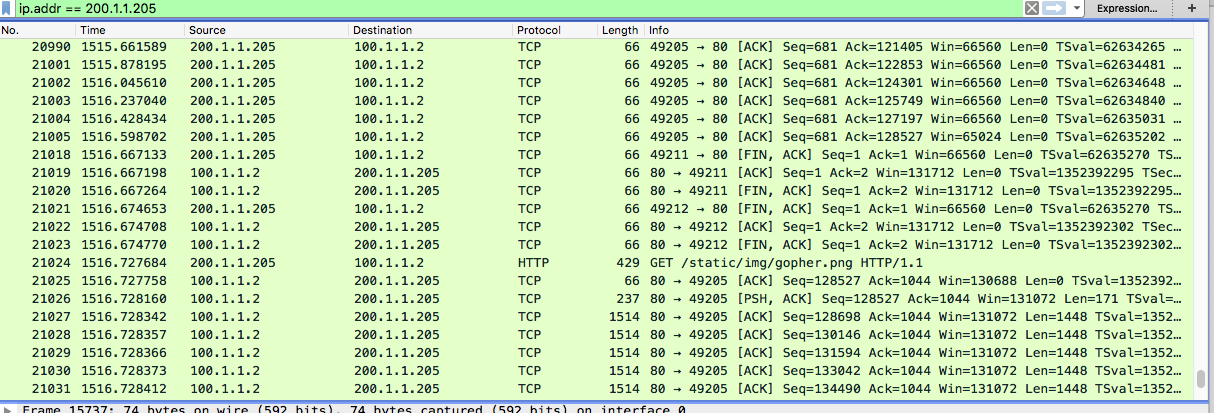 ip.addr == 200.1.1.205 Expression... +
No. Time Source Destination Protocol Length Info
20990 1515.661589 200.1.1.205 100.1.1.2 TCP 66 49205 → 80 [ACK] Seq=681 Ack=121405 Win=66560 Len=0 TSval=62634265 …
21001 1515.878195 200.1.1.205 100.1.1.2 TCP 66 49205 → 80 [ACK] Seq=681 Ack=122853 Win=66560 Len=0 TSval=62634481 …
21002 1516.045610 200.1.1.205 100.1.1.2 TCP 66 49205 → 80 [ACK] Seq=681 Ack=124301 Win=66560 Len=0 TSval=62634648 …
21003 1516.237040 200.1.1.205 100.1.1.2 TCP 66 49205 → 80 [ACK] Seq=681 Ack=125749 Win=66560 Len=0 TSval=62634840 …
21004 1516.428434 200.1.1.205 100.1.1.2 TCP 66 49205 → 80 [ACK] Seq=681 Ack=127197 Win=66560 Len=0 TSval=62635031 …
21005 1516.598702 200.1.1.205 100.1.1.2 TCP 66 49205 → 80 [ACK] Seq=681 Ack=128527 Win=65024 Len=0 TSval=62635202 …
21018 1516.667133 200.1.1.205 100.1.1.2 TCP 66 49211 → 80 [FIN, ACK] Seq=1 Ack=1 Win=66560 Len=0 TSval=62635270 TS…
21019 1516.667198 100.1.1.2 200.1.1.205 TCP 66 80 → 49211 [ACK] Seq=1 Ack=2 Win=131712 Len=0 TSval=1352392295 TSec…
21020 1516.667264 100.1.1.2 200.1.1.205 TCP 66 80 → 49211 [FIN, ACK] Seq=1 Ack=2 Win=131712 Len=0 TSval=1352392295…
21021 1516.674653 200.1.1.205 100.1.1.2 TCP 66 49212 → 80 [FIN, ACK] Seq=1 Ack=1 Win=66560 Len=0 TSval=62635270 TS…
21022 1516.674708 100.1.1.2 200.1.1.205 TCP 66 80 → 49212 [ACK] Seq=1 Ack=2 Win=131712 Len=0 TSval=1352392302 TSec…
21023 1516.674770 100.1.1.2 200.1.1.205 TCP 66 80 → 49212 [FIN, ACK] Seq=1 Ack=2 Win=131712 Len=0 TSval=1352392302…
21024 1516.727684 200.1.1.205 100.1.1.2 HTTP 429 GET /static/img/gopher.png HTTP/1.1
21025 1516.727758 100.1.1.2 200.1.1.205 TCP 66 80 → 49205 [ACK] Seq=128527 Ack=1044 Win=130688 Len=0 TSval=1352392…
21026 1516.728160 100.1.1.2 200.1.1.205 TCP 237 80 → 49205 [PSH, ACK] Seq=128527 Ack=1044 Win=131072 Len=171 TSval=…
21027 1516.728342 100.1.1.2 200.1.1.205 TCP 1514 80 → 49205 [ACK] Seq=128698 Ack=1044 Win=131072 Len=1448 TSval=1352…
21028 1516.728357 100.1.1.2 200.1.1.205 TCP 1514 80 → 49205 [ACK] Seq=130146 Ack=1044 Win=131072 Len=1448 TSval=1352…
21029 1516.728366 100.1.1.2 200.1.1.205 TCP 1514 80 → 49205 [ACK] Seq=131594 Ack=1044 Win=131072 Len=1448 TSval=1352…
21030 1516.728373 100.1.1.2 200.1.1.205 TCP 1514 80 → 49205 [ACK] Seq=133042 Ack=1044 Win=131072 Len=1448 TSval=1352…
21031 1516.728412 100.1.1.2 200.1.1.205 TCP 1514 80 → 49205 [ACK] Seq=134490 Ack=1044 Win=131072 Len=1448 TSval=1352…
Frame 15737: 74 bytes on wire (592 bits), 74 bytes captured (592 bits) on interface 0